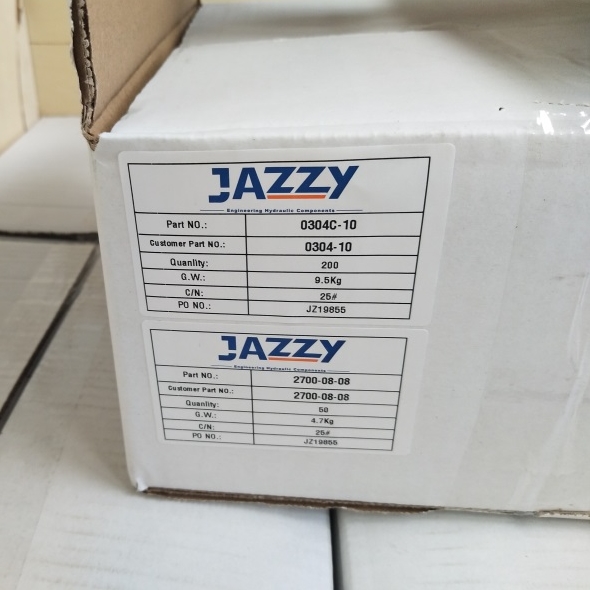 JAZZY
Engineering Hydraulic Components
Part NO.: 0304C-10
Customer Part NO.: 0304-10
Quanlity: 200
G.W.: 9.5Kg
C/N: 25#
PO NO.: JZ19855
JAZZY
Engineering Hydraulic Components
Part NO.: 2700-08-08
Customer Part NO.: 2700-08-08
Quanlity: 50
G.W.: 4.7Kg
C/N: 25#
PO NO.: JZ19855